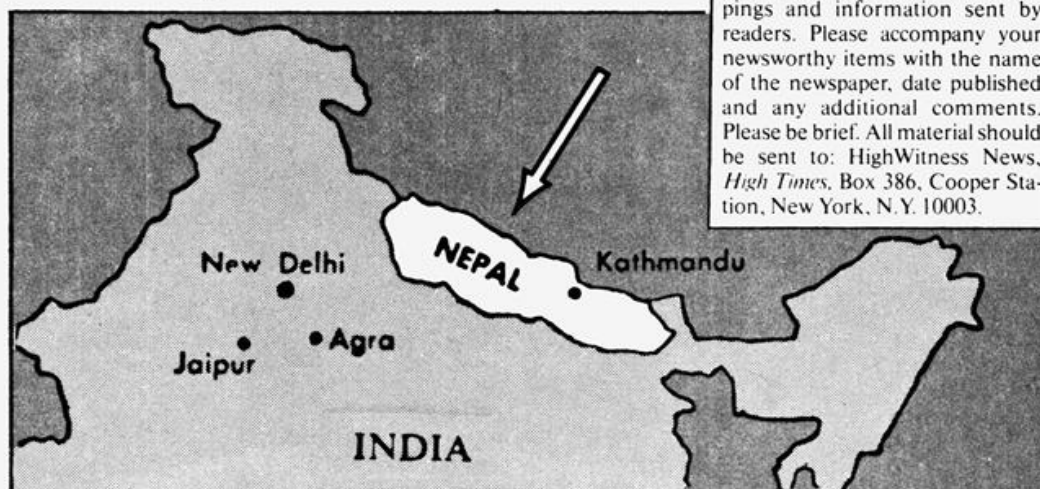 pings and information sent by
readers. Please accompany your
newsworthy items with the name
of the newspaper, date published
and any additional comments.
Please be brief. All material should
be sent to: HighWitness News,
High Times, Box 386, Cooper Sta-
tion, New York, N.Y. 10003.
NEPAL
Kathmandu
New Delhi
Agra
Jaipur
INDIA